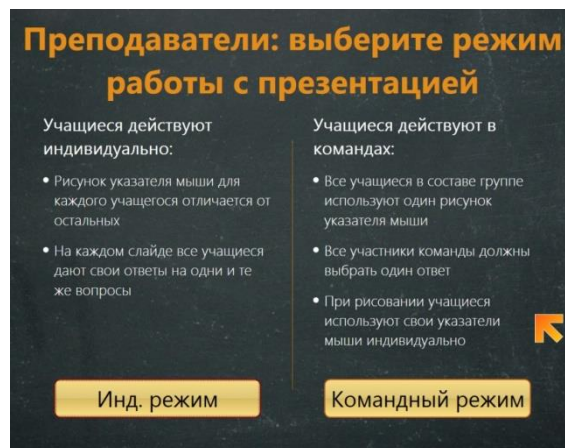 Преподаватели: выберите режим
работы с презентацией
Учащиеся действуют
индивидуально:
• Рисунок указателя мыши для
каждого учащегося отличается от
остальных
• На каждом слайде все учащиеся
дают свои ответы на одни и те
же вопросы
Инд. режим
Учащиеся действуют в
командах:
• Все учащиеся в составе группе
используют один рисунок
указателя мыши
• Все участники команды должны
выбрать один ответ
• При рисовании учащиеся
используют свои указатели
мыши индивидуально
Командный режим